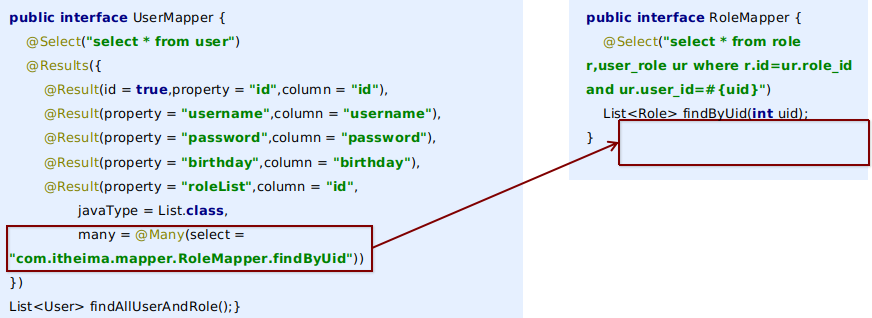 public interface UserMapper {
@Select("select * from user")
@Results({
@Result(id = true,property = "id",column = "id"),
@Result(property = "username",column = "username"),
@Result(property = "password",column = "password"),
@Result(property = "birthday",column = "birthday"),
@Result(property = "roleList",column = "id",
javaType = List.class,
many = @Many(select =
"com.itheima.mapper.RoleMapper.findByUid"))
})
List<User> findAllUserAndRole();}
public interface RoleMapper {
@Select("select * from role
r,user_role ur where r.id=ur.role_id
and ur.user_id=#{uid}")
List<Role> findByUid(int uid);
}